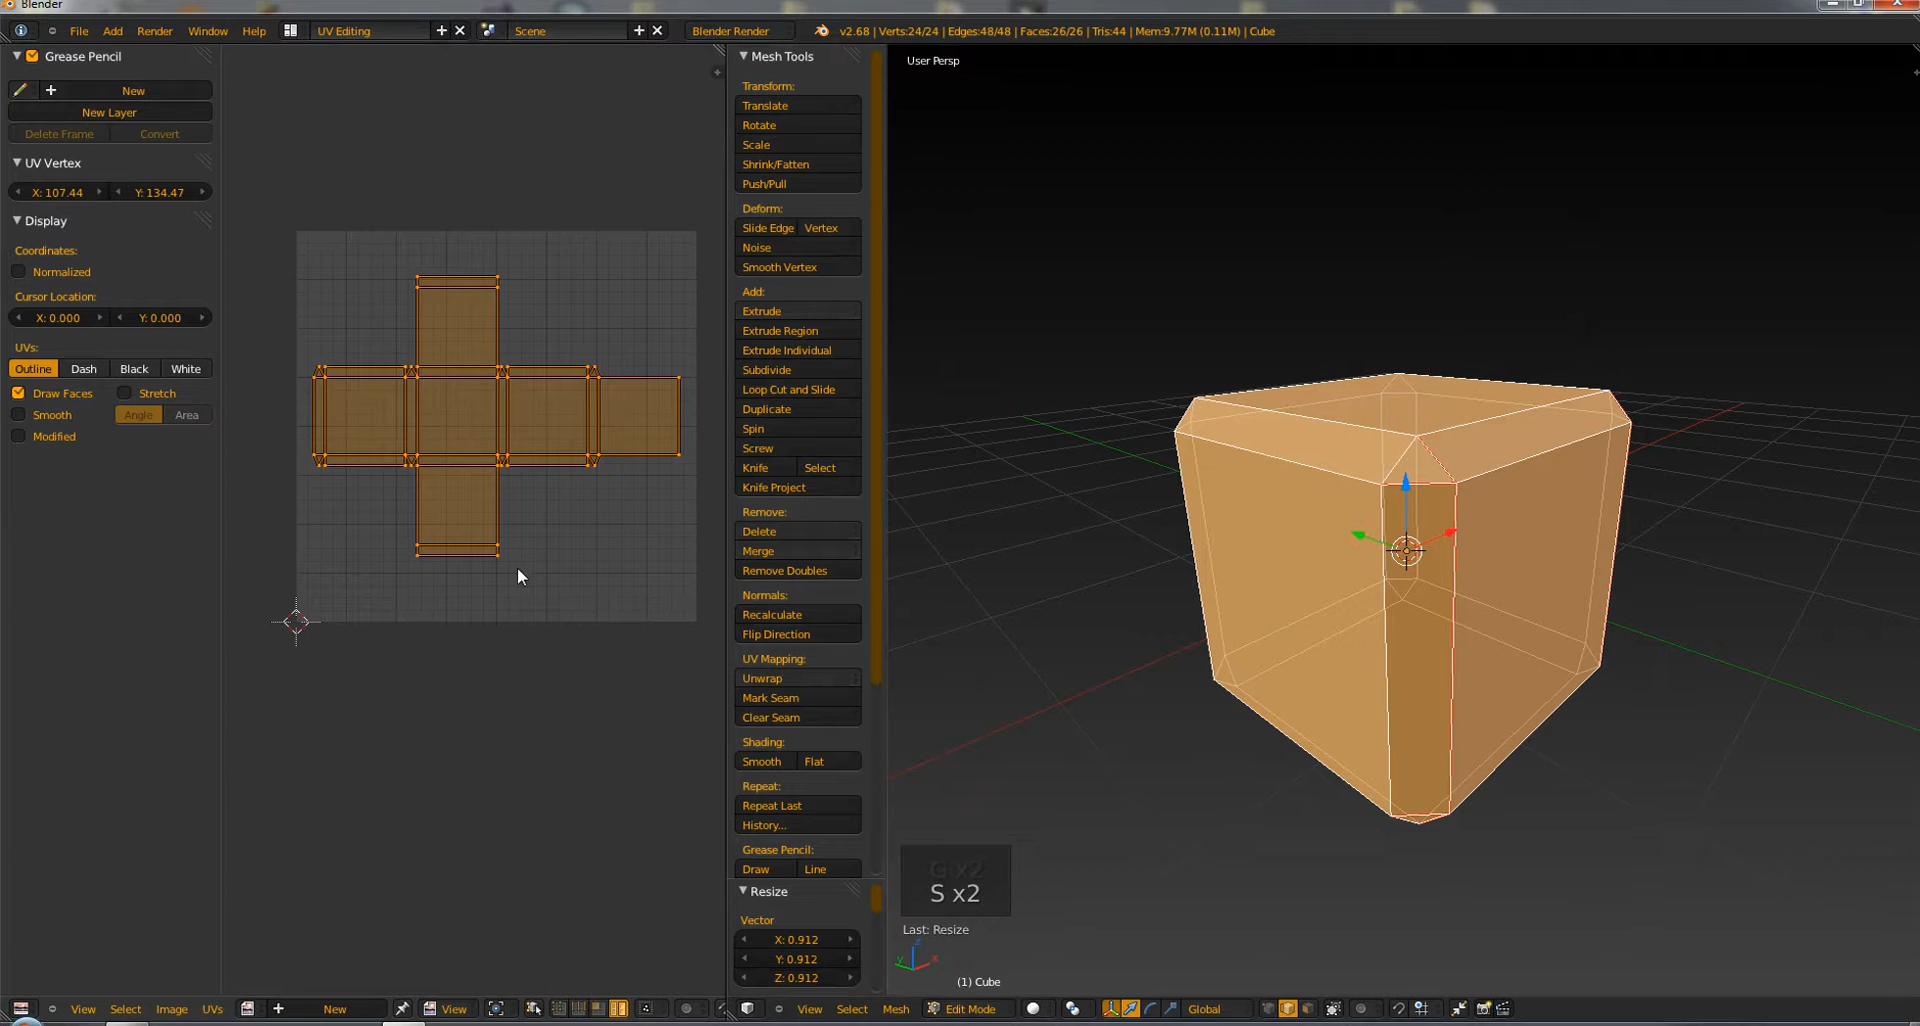 Blender
File Add Render Window Help UV Editing Scene Blender Render v2.68 | Verts:24/24 | Edges:48/48 | Faces:26/26 | Tris:44 | Mem:9.77M (0.11M) | Cube
Grease Pencil
New
New Layer
Delete Frame Convert
UV Vertex
X: 107.44 Y: 134.47
Display
Coordinates:
Normalized
Cursor Location:
X: 0.000 Y: 0.000
UVs:
Outline Dash Black White
Draw Faces Stretch
Smooth Angle Area
Modified
Mesh Tools
Transform:
Translate
Rotate
Scale
Shrink/Fatten
Push/Pull
Deform:
Slide Edge Vertex
Noise
Smooth Vertex
Add:
Extrude
Extrude Region
Extrude Individual
Subdivide
Loop Cut and Slide
Duplicate
Spin
Screw
Knife Select
Knife Project
Remove:
Delete
Merge
Remove Doubles
Normals:
Recalculate
Flip Direction
UV Mapping:
Unwrap
Mark Seam
Clear Seam
Shading:
Smooth Flat
Repeat:
Repeat Last
History...
Grease Pencil:
Draw Line
Resize
Vector
X: 0.912
Y: 0.912
Z: 0.912
User Persp
G x2
S x2
Last: Resize
z
y x
(1) Cube
View Select Image UVs New View
View Select Mesh Edit Mode Global